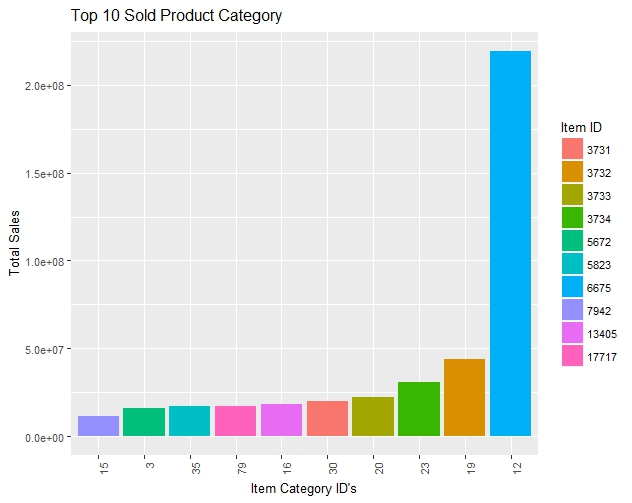 Top 10 Sold Product Category
Total Sales
2.0e+08
1.5e+08
1.0e+08
5.0e+07
0.0e+00
15 3 35 79 16 30 20 23 19 12
Item Category ID's
Item ID
3731
3732
3733
3734
5672
5823
6675
7942
13405
17717